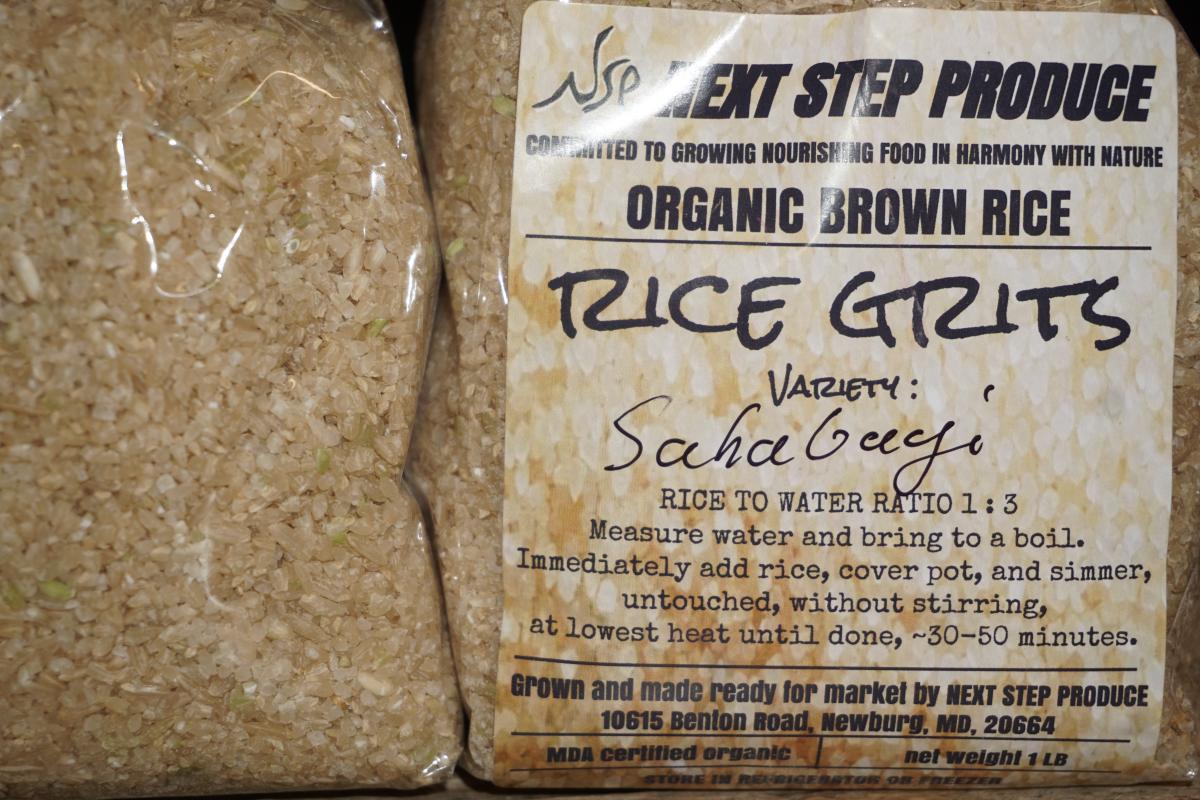 NSP NEXT STEP PRODUCE
COMMITTED TO GROWING NOURISHING FOOD IN HARMONY WITH NATURE
ORGANIC BROWN RICE
RICE GRITS
VARIETY:
RICE TO WATER RATIO 1:3
Measure water and bring to a boil.
Immediately add rice, cover pot, and simmer,
untouched, without stirring,
at lowest heat until done, ~30-50 minutes.
Grown and made ready for market by NEXT STEP PRODUCE
10615 Benton Road, Newburg, MD, 20664
MDA certified organic
net weight 1 LB
STORE IN REFRIGERATOR OR FREEZER